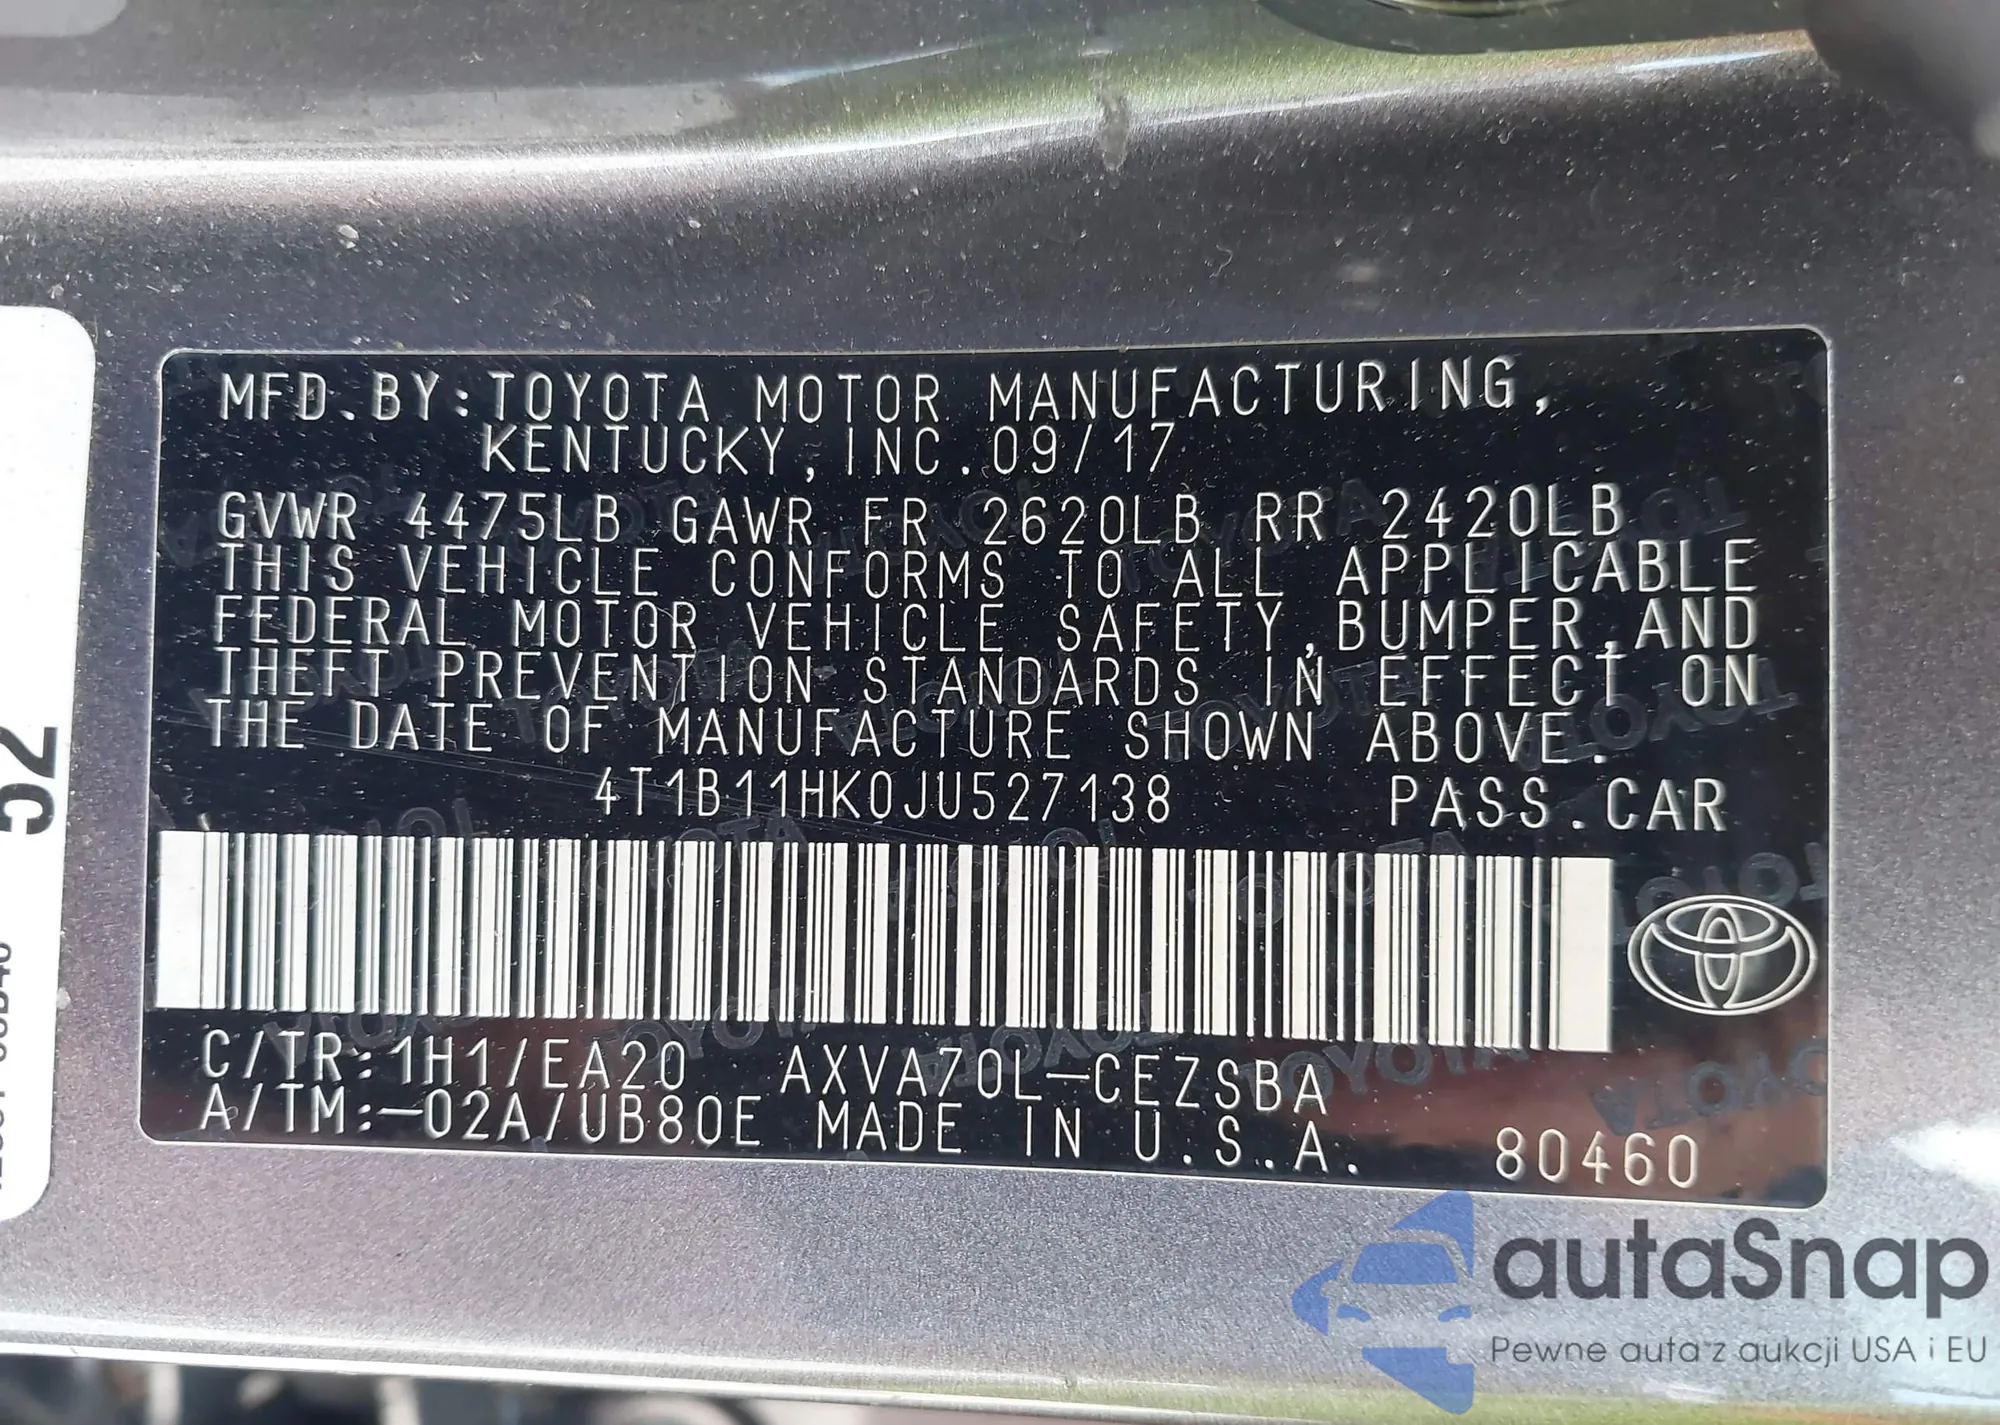 MFD.BY:TOYOTA MOTOR MANUFACTURING,
KENTUCKY,INC.09/17
GVWR 4475LB GAWR FR 2620LB RR 2420LB
THIS VEHICLE CONFORMS TO ALL APPLICABLE
FEDERAL MOTOR VEHICLE SAFETY,BUMPER,AND
THEFT PREVENTION STANDARDS IN EFFECT ON
THE DATE OF MANUFACTURE SHOWN ABOVE.
4T1B11HK0JU527138 PASS.CAR
C/TR:1H1/EA20 AXVA70L-CEZSBA
A/TM:-02A/UB80E MADE IN U.S.A. 80460
52
autaSnap
Pewne auta z aukcji USA i EU